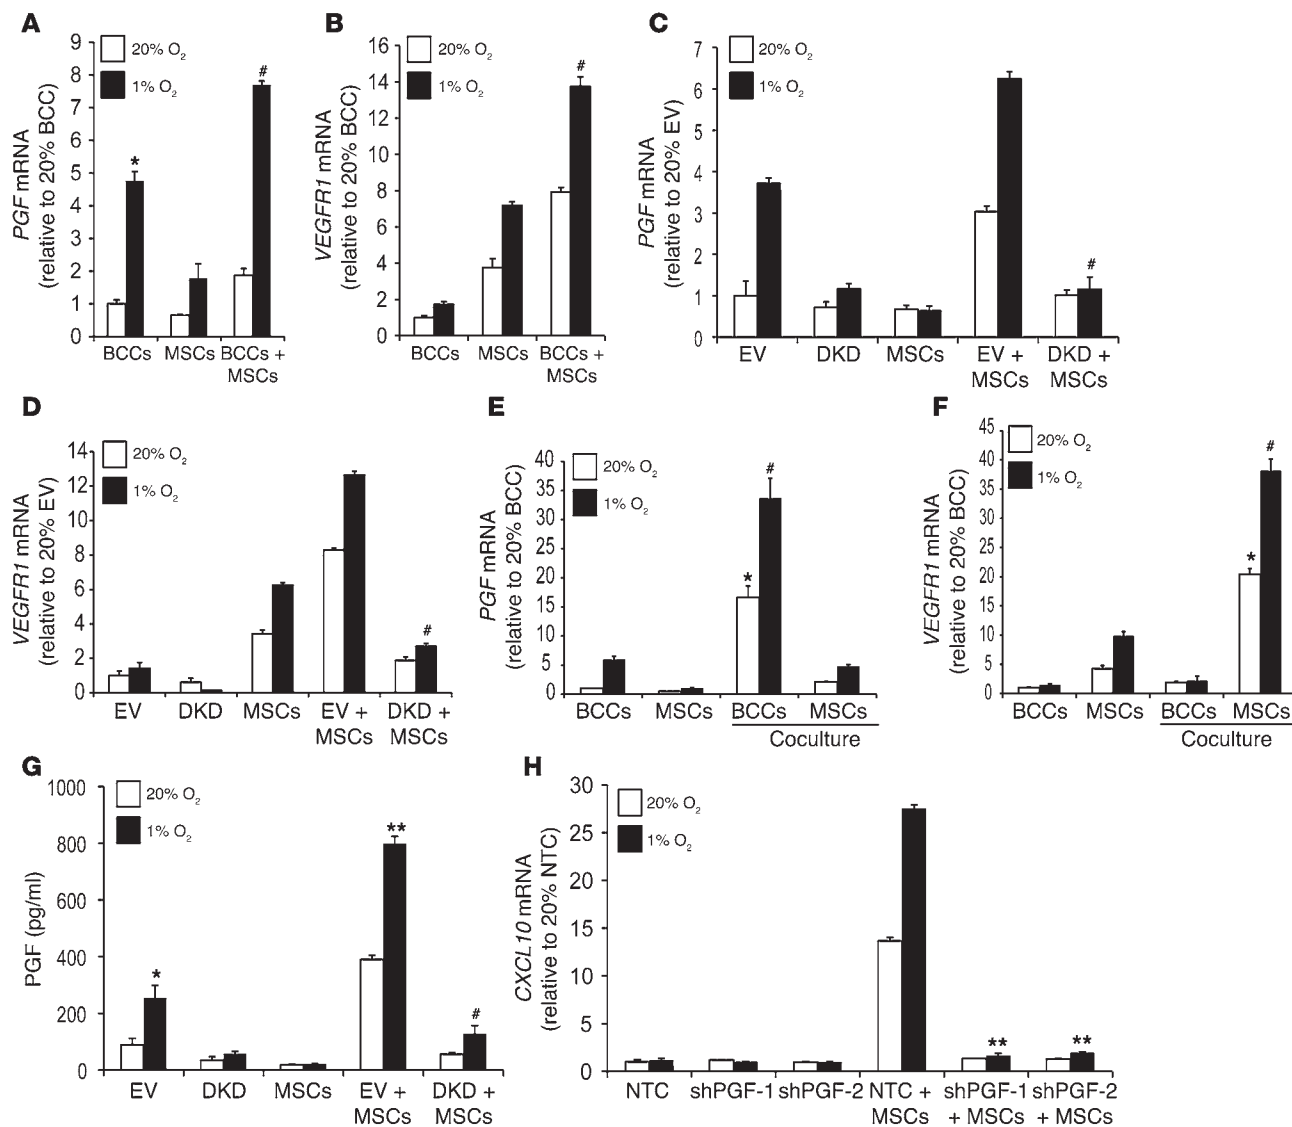 A
PGF mRNA
(relative to 20% BCC)
9
8
7
6
5
4
3
2
1
0
20% O2
1% O2
*
#
BCCs MSCs BCCs +
MSCs
B
VEGFR1 mRNA
(relative to 20% BCC)
16
14
12
10
8
6
4
2
0
20% O2
1% O2
#
BCCs MSCs BCCs +
MSCs
C
PGF mRNA
(relative to 20% EV)
7
6
5
4
3
2
1
0
20% O2
1% O2
#
EV DKD MSCs EV + DKD +
MSCs MSCs
D
VEGFR1 mRNA
(relative to 20% EV)
14
12
10
8
6
4
2
0
20% O2
1% O2
#
EV DKD MSCs EV + DKD +
MSCs MSCs
E
PGF mRNA
(relative to 20% BCC)
40
35
30
25
20
15
10
5
0
20% O2
1% O2
*
#
BCCs MSCs BCCs MSCs
Coculture
F
VEGFR1 mRNA
(relative to 20% BCC)
45
40
35
30
25
20
15
10
5
0
20% O2
1% O2
*
#
BCCs MSCs BCCs MSCs
Coculture
G
PGF (pg/ml)
1000
800
600
400
200
0
20% O2
1% O2
*
**
#
EV DKD MSCs EV + DKD +
MSCs MSCs
H
CXCL10 mRNA
(relative to 20% NTC)
30
25
20
15
10
5
0
20% O2
1% O2
**
**
NTC shPGF-1 shPGF-2 NTC + shPGF-1 shPGF-2
MSCs + MSCs + MSCs